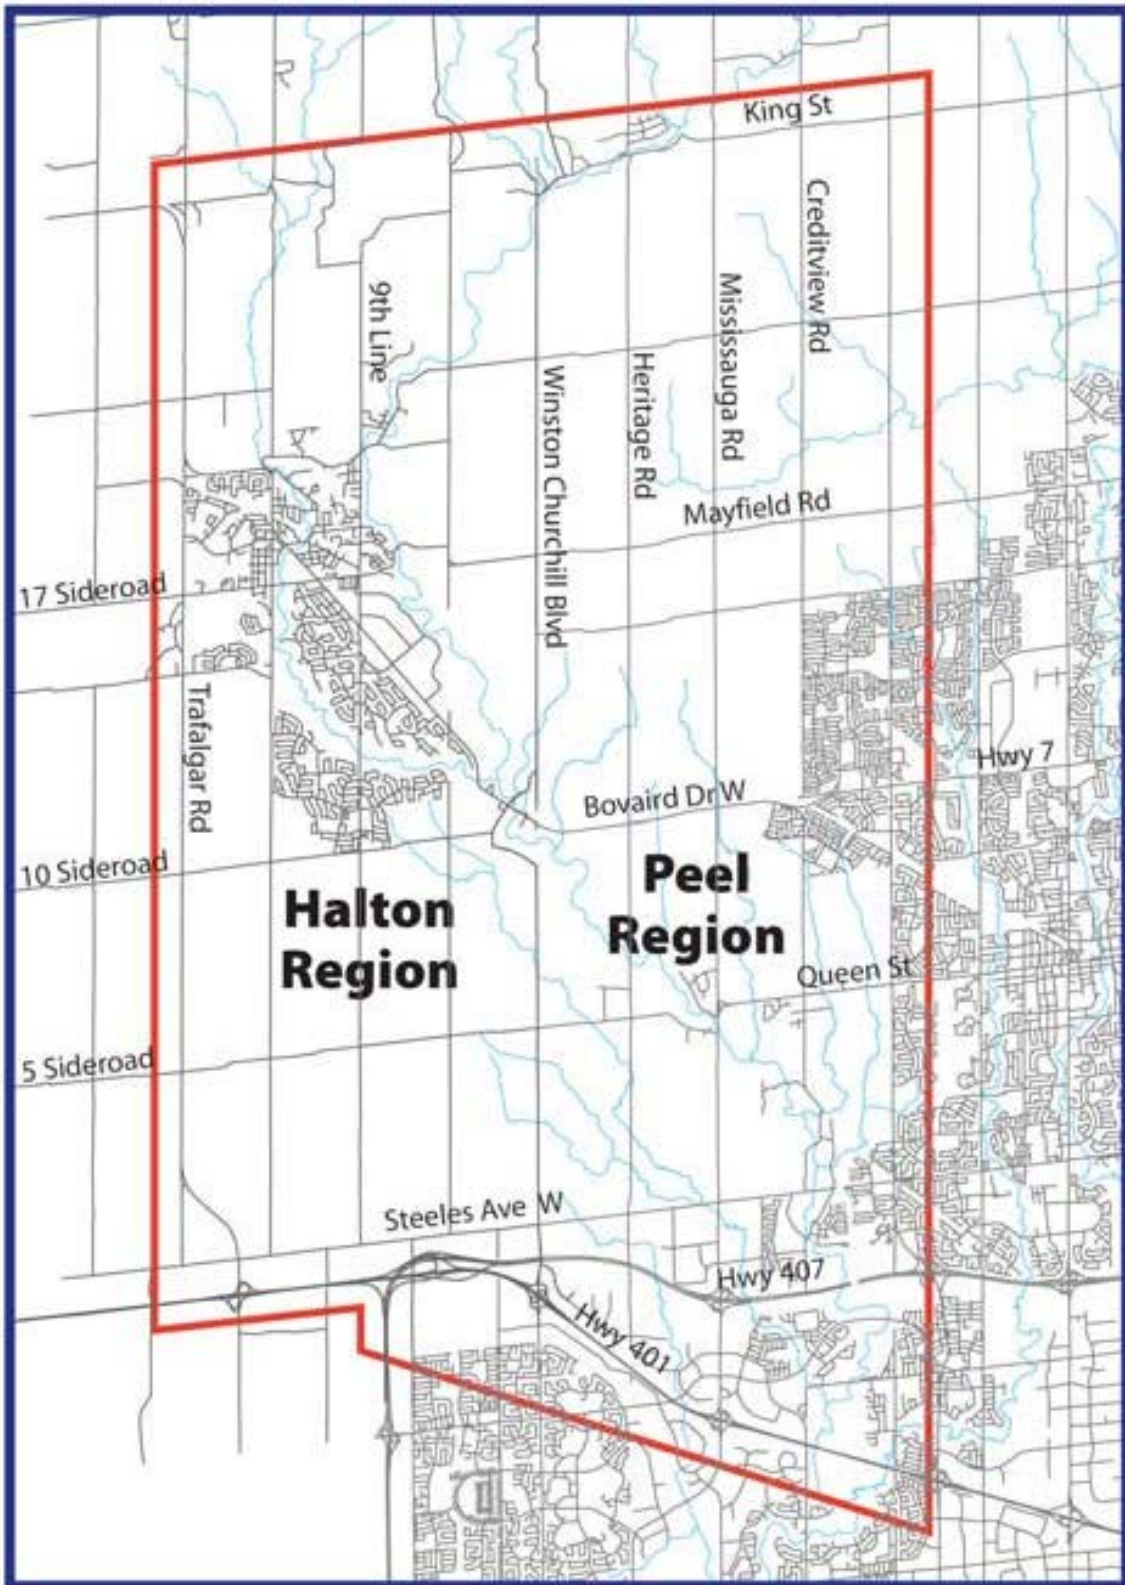 King St
Creditview Rd
Mississauga Rd
9th Line
Heritage Rd
Winston Churchill Blvd
Mayfield Rd
17 Sideroad
Trafalgar Rd
Hwy 7
Bovaird Dr W
10 Sideroad
Peel
Region
Halton
Region
Queen St
5 Sideroad
Steeles Ave W
Hwy 407
Hwy 401